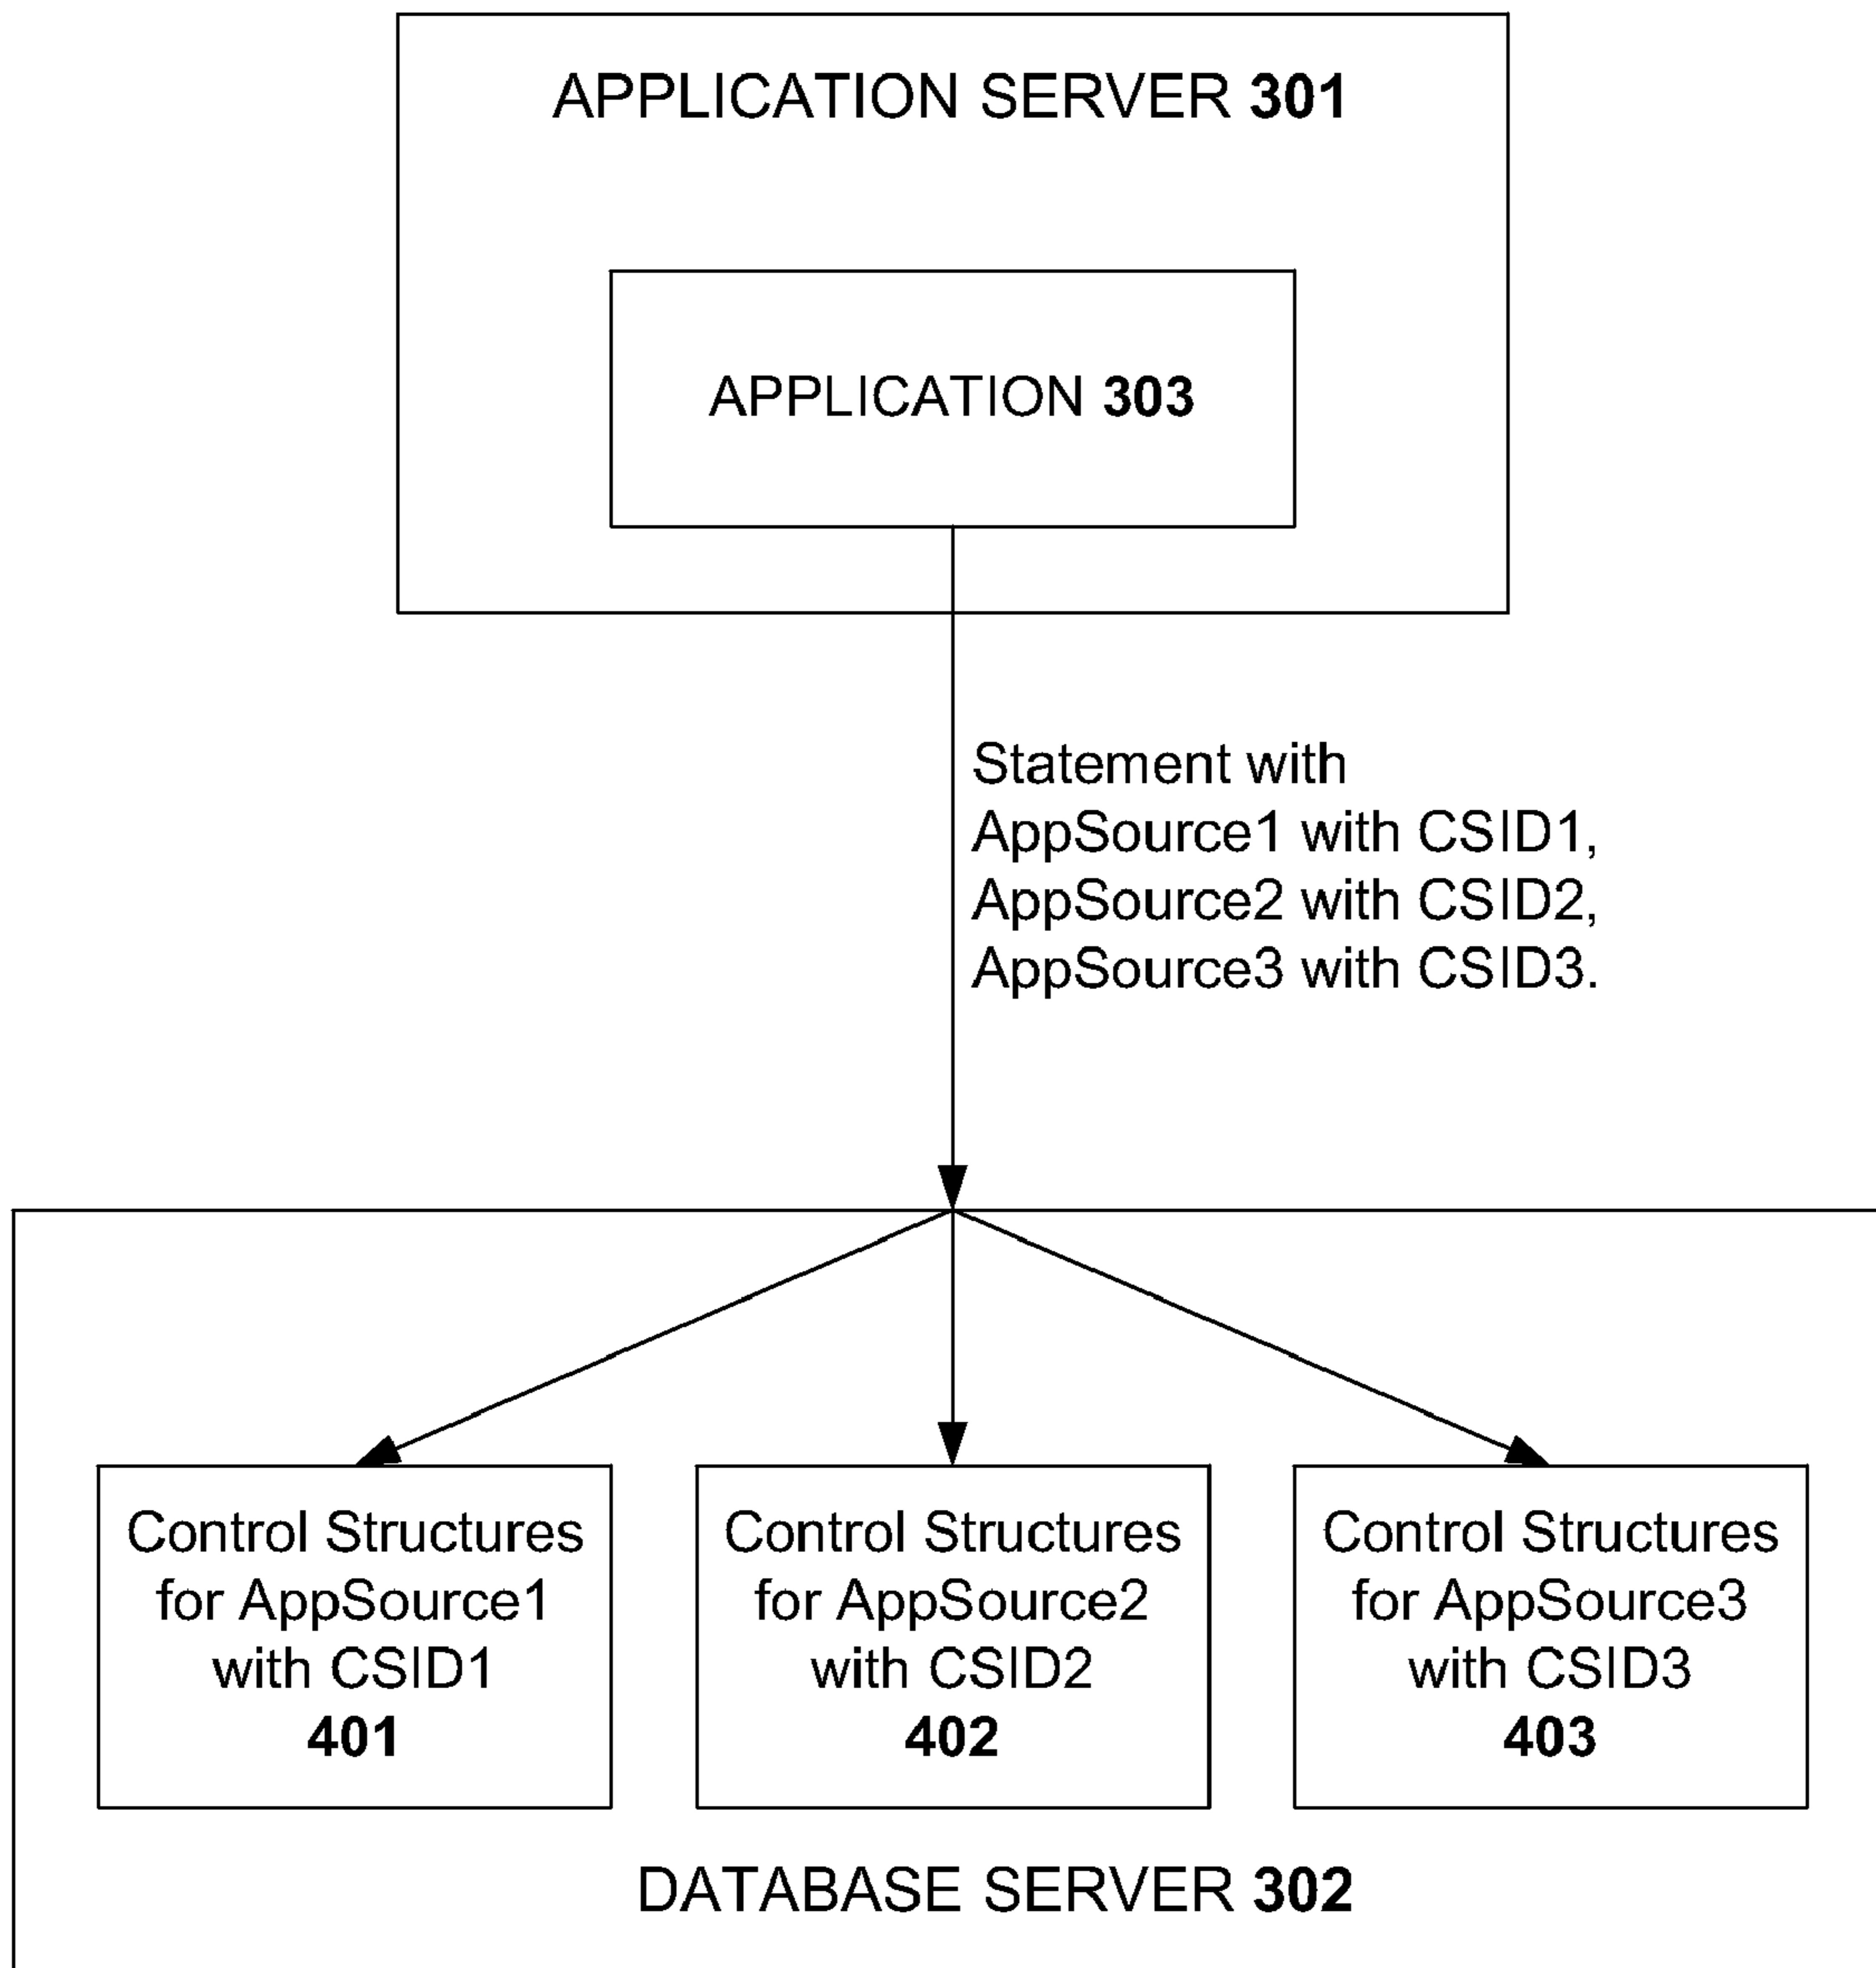 APPLICATION SERVER 301
APPLICATION 303
Statement with
AppSource1 with CSID1,
AppSource2 with CSID2,
AppSource3 with CSID3.
Control Structures
for AppSource1
with CSID1
401
Control Structures
for AppSource2
with CSID2
402
Control Structures
for AppSource3
with CSID3
403
DATABASE SERVER 302